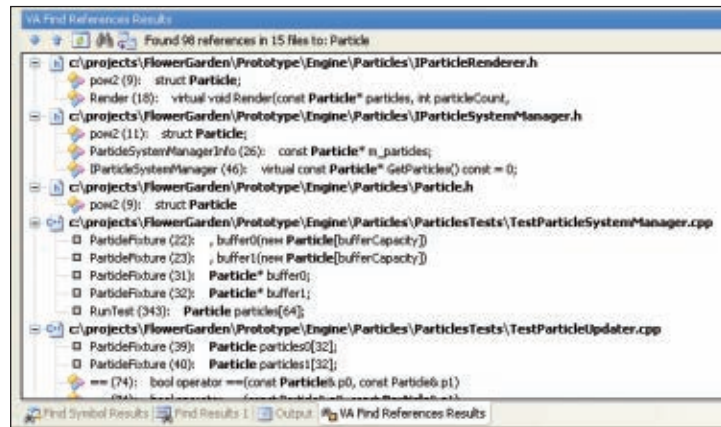 VA Find References Results
Found 98 references in 15 files to: Particle
c:\projects\FlowerGarden\Prototype\Engine\Particles\IParticleRenderer.h
pow2 (9): struct Particle;
Render (18): virtual void Render(const Particle* particles, int particleCount,
c:\projects\FlowerGarden\Prototype\Engine\Particles\IParticleSystemManager.h
pow2 (11): struct Particle;
ParticleSystemManagerInfo (26): const Particle* m_particles;
IParticleSystemManager (46): virtual const Particle* GetParticles() const = 0;
c:\projects\FlowerGarden\Prototype\Engine\Particles\Particle.h
pow2 (9): struct Particle
c:\projects\FlowerGarden\Prototype\Engine\Particles\ParticlesTests\TestParticleSystemManager.cpp
ParticleFixture (22): , buffer0(new Particle[bufferCapacity])
ParticleFixture (23): , buffer1(new Particle[bufferCapacity])
ParticleFixture (31): Particle* buffer0;
ParticleFixture (32): Particle* buffer1;
RunTest (343): Particle particles[64];
c:\projects\FlowerGarden\Prototype\Engine\Particles\ParticlesTests\TestParticleUpdater.cpp
ParticleFixture (39): Particle particles0[32];
ParticleFixture (40): Particle particles1[32];
== (74): bool operator ==(const Particle& p0, const Particle& p1)
Find Symbol Results Find Results 1 Output VA Find References Results